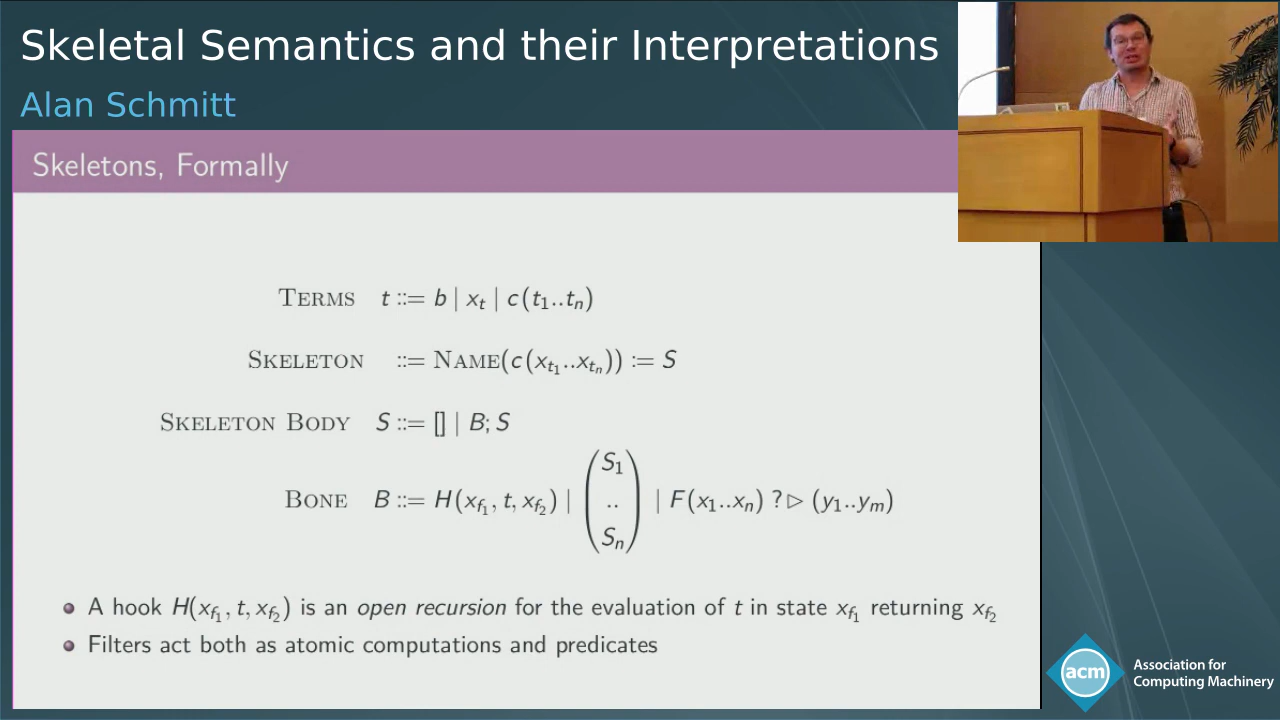 Skeletal Semantics and their Interpretations
Alan Schmitt
Skeletons, Formally
TERMS t ::= b | x_t | c(t_1..t_n)
SKELETON ::= NAME(c(x_{t_1}..x_{t_n})) := S
SKELETON BODY S ::= [] | B; S
BONE B ::= H(x_{f_1}, t, x_{f_2}) | (S_1 .. S_n) | F(x_1..x_n) ?▷ (y_1..y_m)
A hook H(x_{f_1}, t, x_{f_2}) is an open recursion for the evaluation of t in state x_{f_1} returning x_{f_2}
Filters act both as atomic computations and predicates
acm
Association for
Computing Machinery